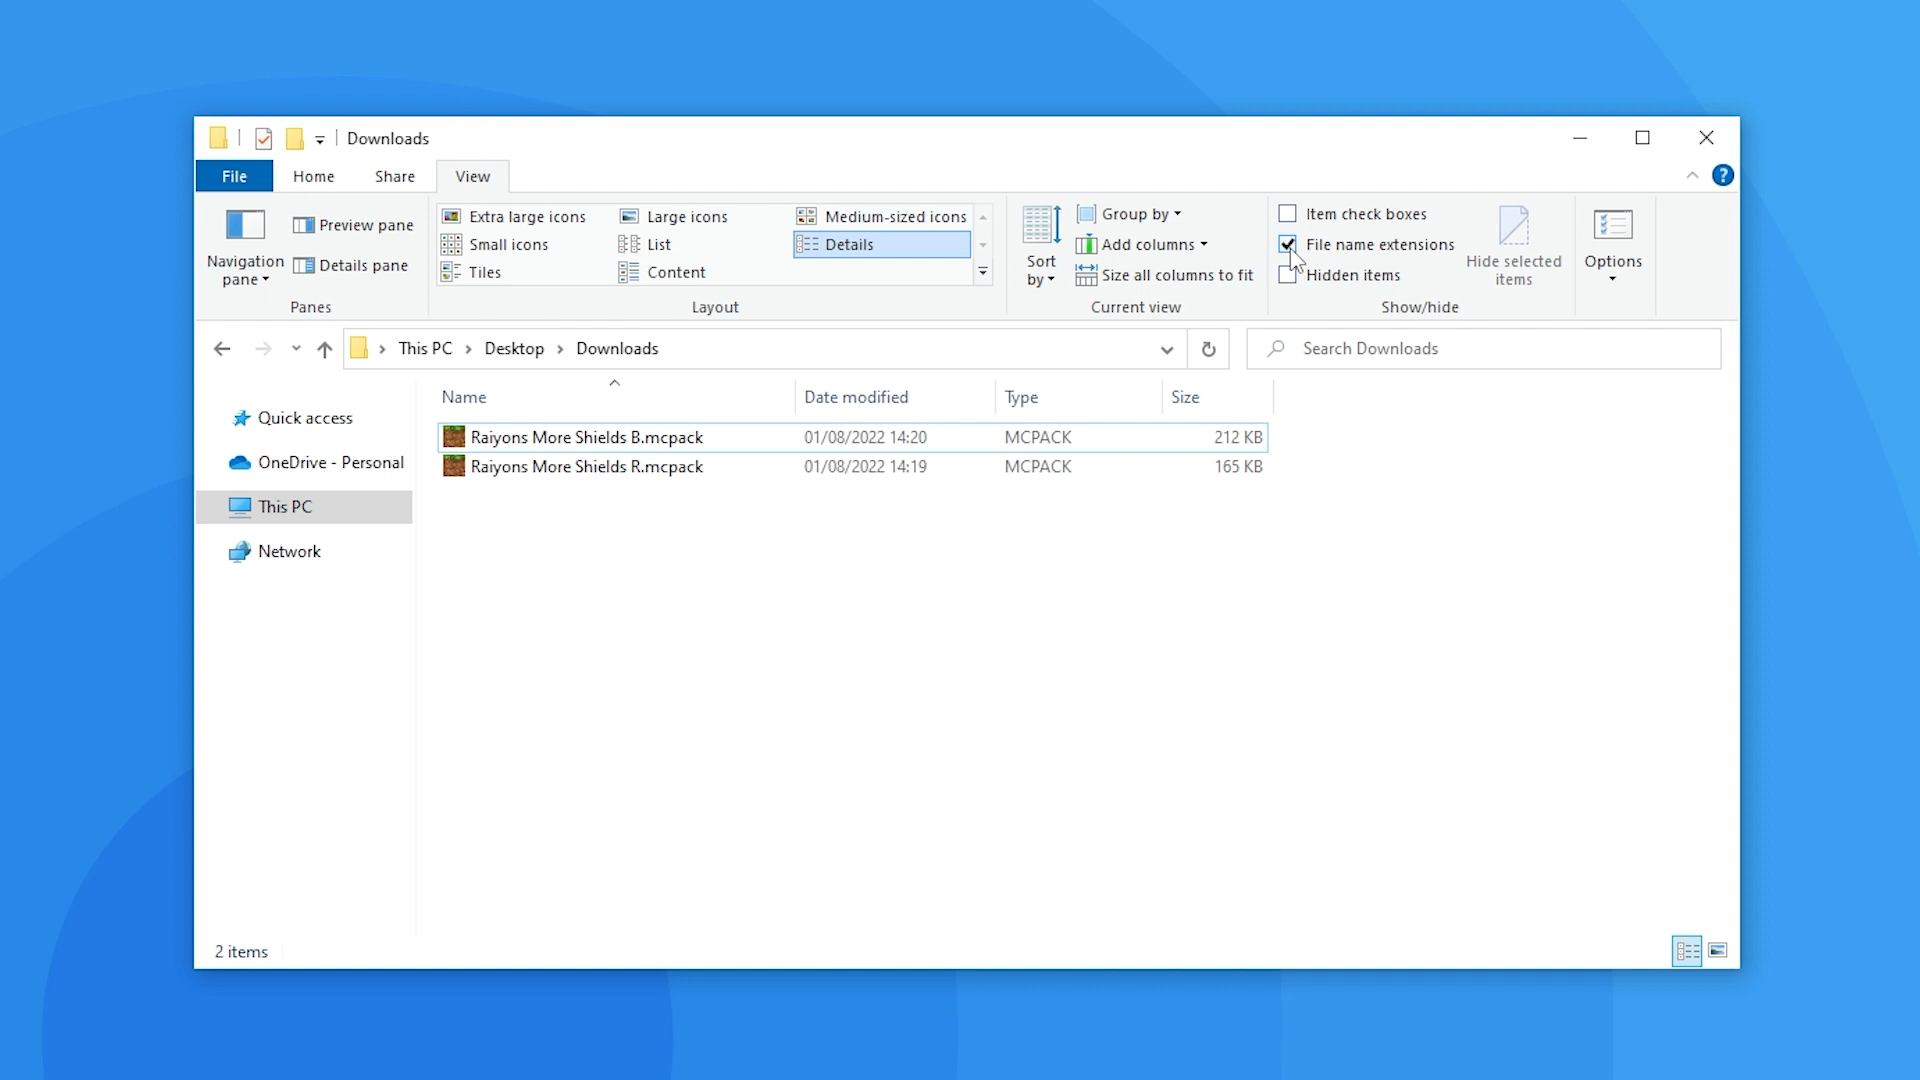 Downloads
File Home Share View
?
Navigation pane
Preview pane
Details pane
Panes
Extra large icons Large icons Medium-sized icons
Small icons List Details
Tiles Content
Layout
Sort by
Group by
Add columns
Size all columns to fit
Current view
Item check boxes
File name extensions
Hidden items
Hide selected items
Show/hide
Options
This PC Desktop Downloads
Search Downloads
Quick access
OneDrive - Personal
This PC
Network
Name Date modified Type Size
Raiyons More Shields B.mcpack 01/08/2022 14:20 MCPACK 212 KB
Raiyons More Shields R.mcpack 01/08/2022 14:19 MCPACK 165 KB
2 items